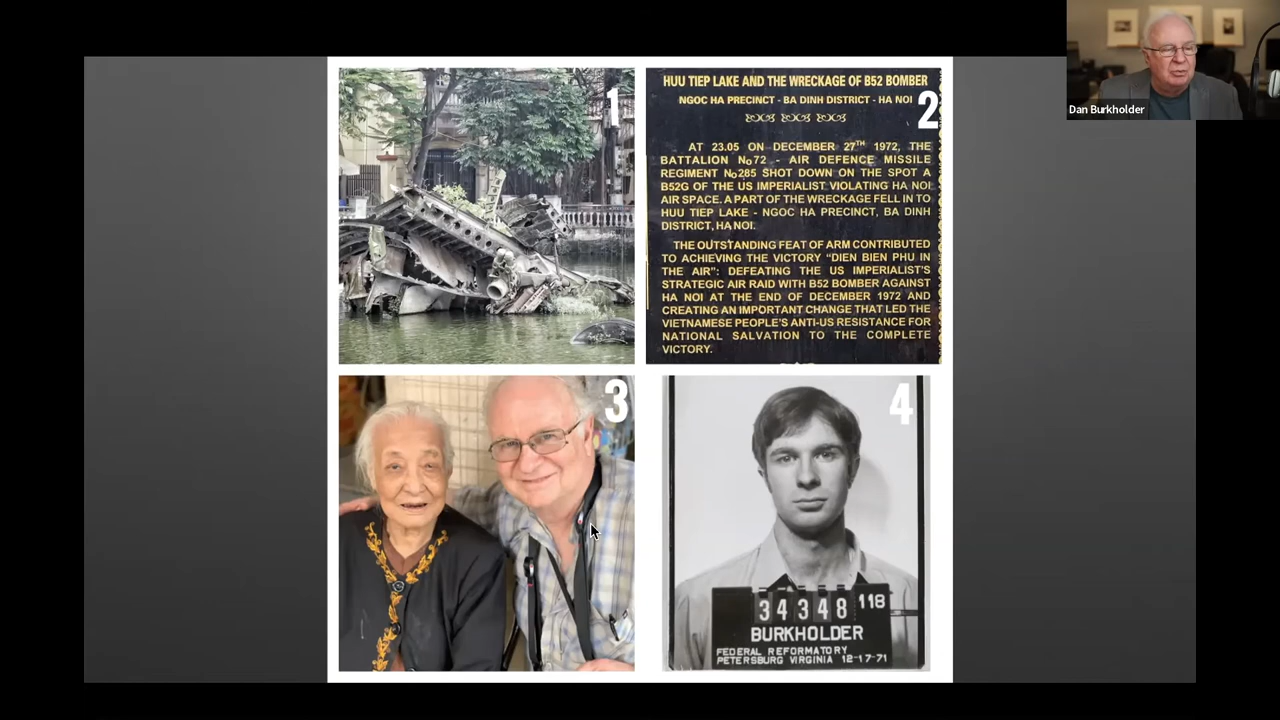 Dan Burkholder
1
HUU TIEP LAKE AND THE WRECKAGE OF B52 BOMBER
NGOC HA PRECINCT - BA DINH DISTRICT - HA NOI
2
AT 23.05 ON DECEMBER 27TH 1972, THE
BATTALION No72 - AIR DEFENCE MISSILE
REGIMENT No285 SHOT DOWN ON THE SPOT A
B52G OF THE US IMPERIALIST VIOLATING HA NOI
AIR SPACE. A PART OF THE WRECKAGE FELL IN TO
HUU TIEP LAKE - NGOC HA PRECINCT, BA DINH
DISTRICT, HA NOI.
THE OUTSTANDING FEAT OF ARM CONTRIBUTED
TO ACHIEVING THE VICTORY "DIEN BIEN PHU IN
THE AIR": DEFEATING THE US IMPERIALIST'S
STRATEGIC AIR RAID WITH B52 BOMBER AGAINST
HA NOI AT THE END OF DECEMBER 1972 AND
CREATING AN IMPORTANT CHANGE THAT LED THE
VIETNAMESE PEOPLE'S ANTI-US RESISTANCE FOR
NATIONAL SALVATION TO THE COMPLETE
VICTORY.
3
4
34348 118
BURKHOLDER
FEDERAL REFORMATORY
PETERSBURG VIRGINIA 12-17-71